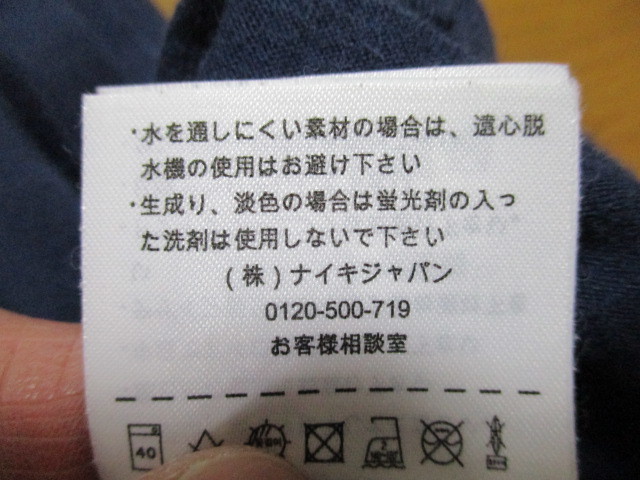 ・水を通しにくい素材の場合は、遠心脱
水機の使用はお避け下さい
・生成り、淡色の場合は蛍光剤の入っ
た洗剤は使用しないで下さい
(株)ナイキジャパン
0120-500-719
お客様相談室
40